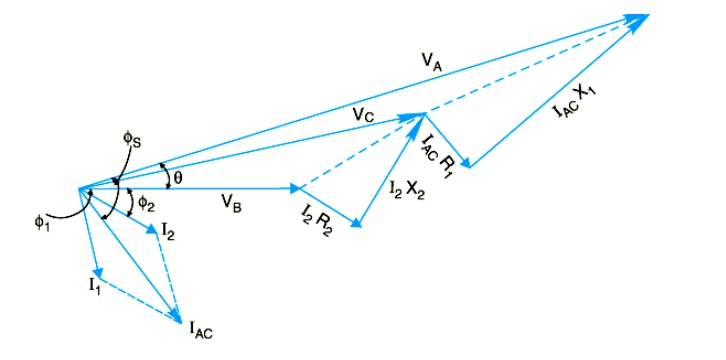 V_A
I_AC X_1
V_C
ϕ_S
I_AC R_1
θ
I_2 X_2
ϕ_2
V_B
I_2 R_2
ϕ_1
I_2
I_1
I_AC